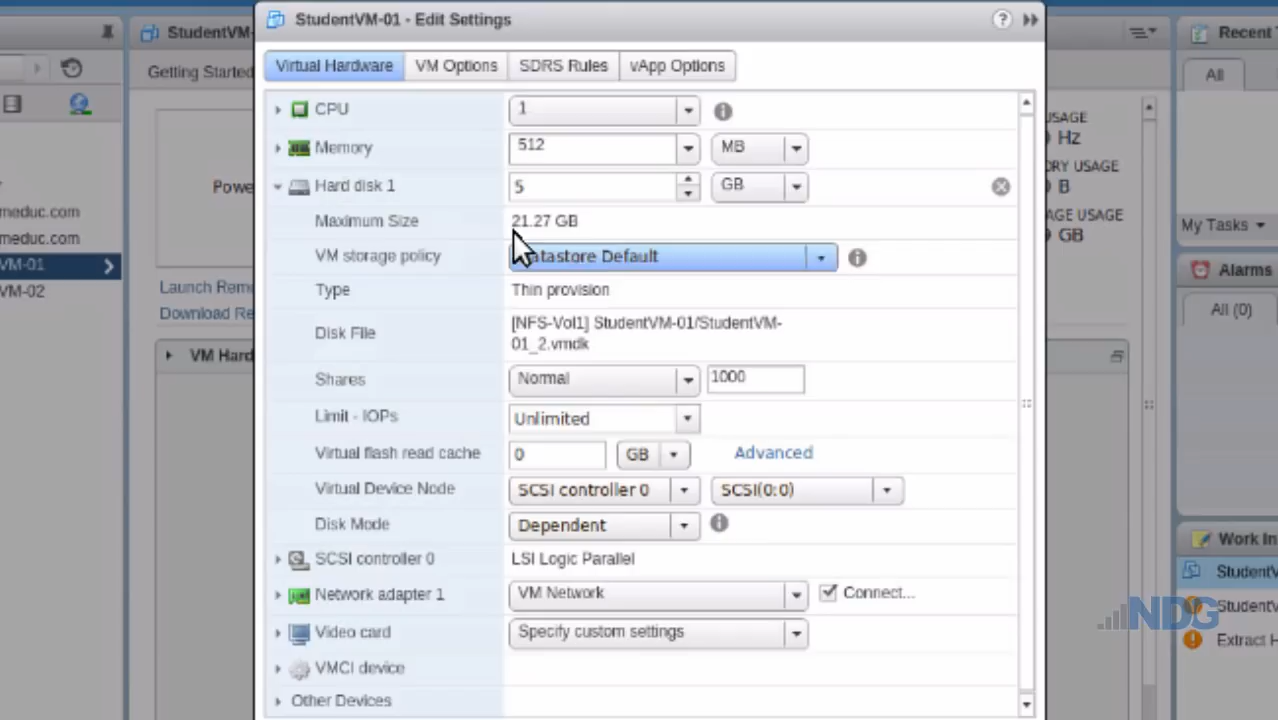 StudentVM-01 - Edit Settings
StudentVM-
Recent
Virtual Hardware
VM Options
SDRS Rules
vApp Options
Getting Started
All
CPU
1
Memory
512
MB
Hard disk 1
5
GB
Maximum Size
21.27 GB
VM storage policy
Datastore Default
Type
Thin provision
Disk File
[NFS-Vol1] StudentVM-01/StudentVM-
01_2.vmdk
Shares
Normal
1000
Limit - IOPs
Unlimited
Virtual flash read cache
0
GB
Advanced
Virtual Device Node
SCSI controller 0
SCSI(0:0)
Disk Mode
Dependent
SCSI controller 0
LSI Logic Parallel
Network adapter 1
VM Network
Connect...
Video card
Specify custom settings
VMCI device
Other Devices
Powe
meduc.com
meduc.com
VM-01
VM-02
Launch Rem
Download Re
VM Hard
USAGE
Hz
RY USAGE
B
AGE USAGE
GB
My Tasks
Alarms
All (0)
Work In
StudentV
StudentV
Extract H
NDG